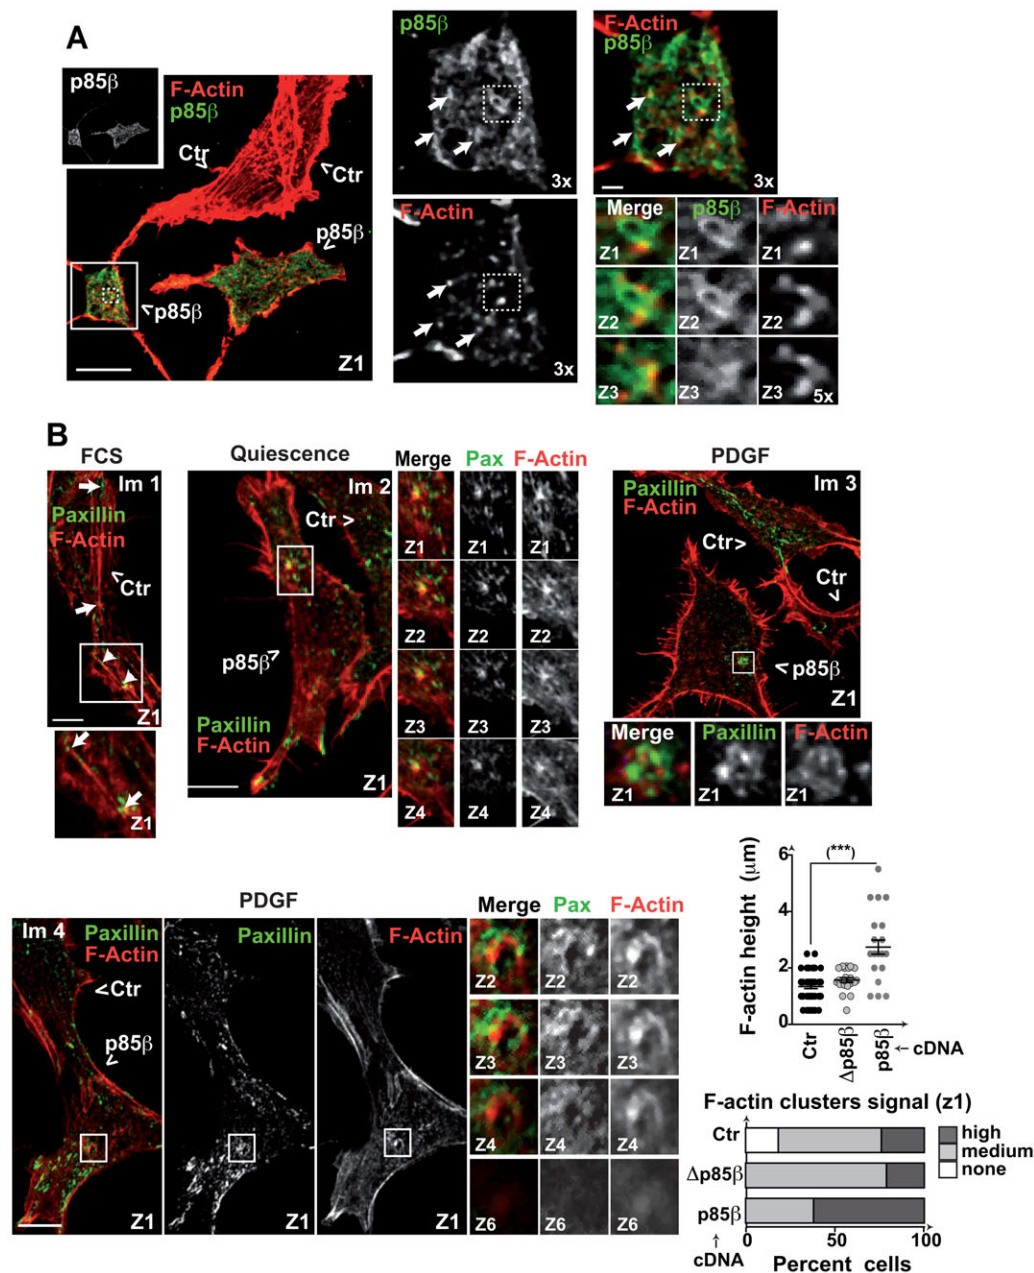 A
p85β
F-Actin
p85β
Ctr
Ctr
p85β
p85β
Z1
p85β
3x
F-Actin
p85β
3x
F-Actin
3x
Merge p85β F-Actin
Z1 Z1 Z1
Z2 Z2 Z2
Z3 Z3 Z3 5x
B
FCS
Im 1
Paxillin
F-Actin
Ctr
Z1
Z1
Quiescence
Im 2
Ctr >
p85β
Paxillin
F-Actin
Z1
Merge Pax F-Actin
Z1 Z1 Z1
Z2 Z2 Z2
Z3 Z3 Z3
Z4 Z4 Z4
PDGF
Im 3
Paxillin
F-Actin
Ctr>
Ctr
p85β
Z1
Merge Paxillin F-Actin
Z1 Z1 Z1
PDGF
Im 4 Paxillin
F-Actin
Ctr
p85β
Z1
Paxillin
Z1
F-Actin
Z1
Merge Pax F-Actin
Z2 Z2 Z2
Z3 Z3 Z3
Z4 Z4 Z4
Z6 Z6 Z6
F-actin height (μm)
6
4
2
0
(***)
Ctr
Δp85β
p85β
←cDNA
F-actin clusters signal (z1)
Ctr
Δp85β
p85β
high
medium
none
0 50 100
cDNA
Percent cells